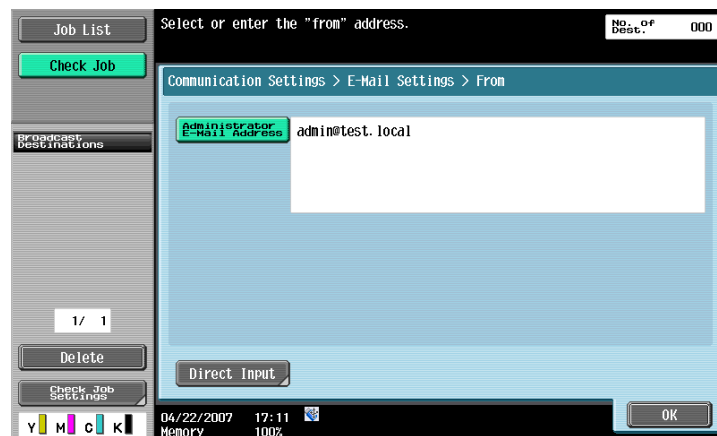 Job List
Select or enter the "from" address.
No. of
Dest.
000
Check Job
Communication Settings > E-Mail Settings > From
Administrator
E-Mail Address
admin@test.local
Broadcast
Destinations
1/ 1
Delete
Direct Input
Check Job
Settings
Y M C K
04/22/2007 17:11
Memory 100%
OK